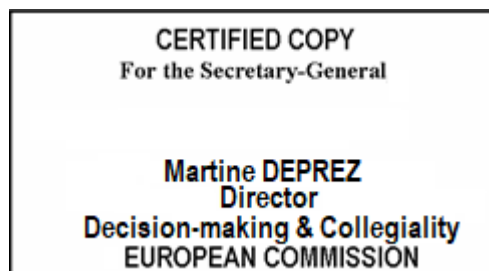 CERTIFIED COPY
For the Secretary-General
Martine DEPREZ
Director
Decision-making & Collegiality
EUROPEAN COMMISSION